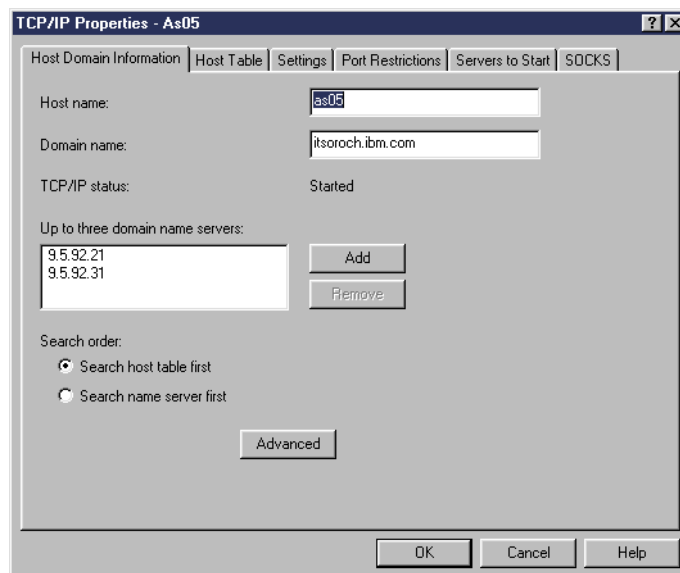 TCP/IP Properties - As05
Host Domain Information Host Table Settings Port Restrictions Servers to Start SOCKS
Host name: as05
Domain name: itsoroch.ibm.com
TCP/IP status: Started
Up to three domain name servers:
9.5.92.21
9.5.92.31
Add
Remove
Search order:
Search host table first
Search name server first
Advanced
OK Cancel Help